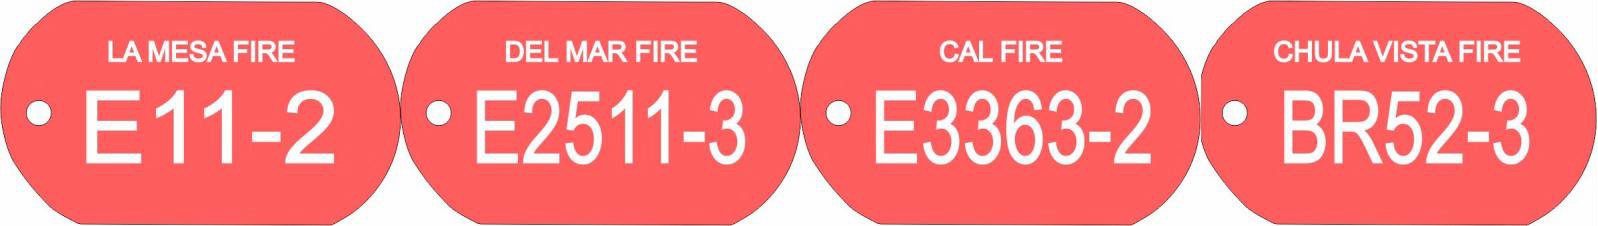 LA MESA FIRE
E11-2
DEL MAR FIRE
E2511-3
CAL FIRE
E3363-2
CHULA VISTA FIRE
BR52-3